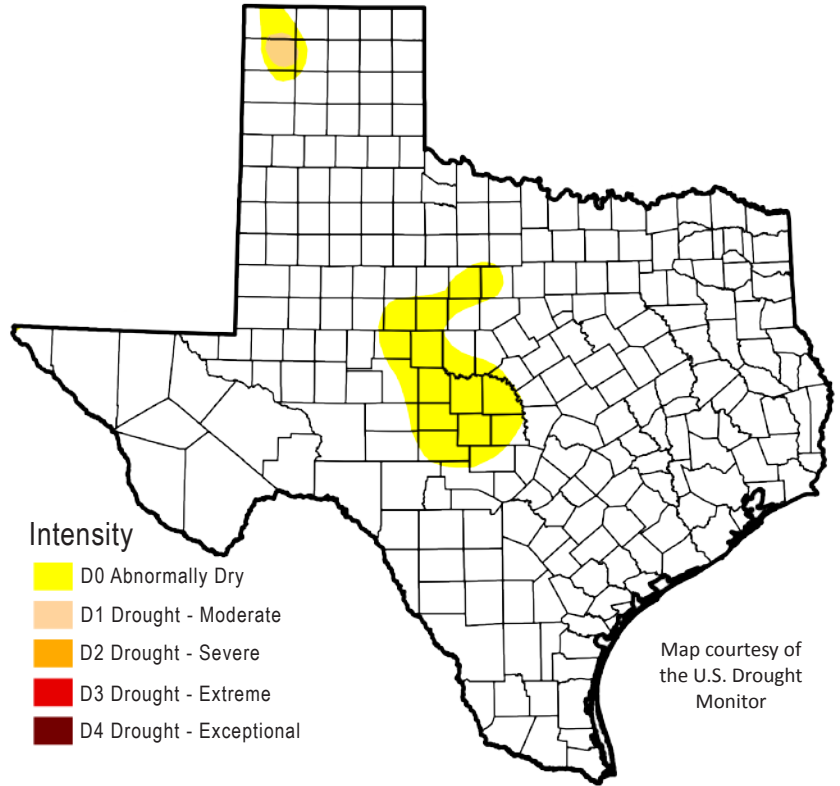 Intensity
D0 Abnormally Dry
D1 Drought - Moderate
D2 Drought - Severe
D3 Drought - Extreme
D4 Drought - Exceptional
Map courtesy of
the U.S. Drought
Monitor